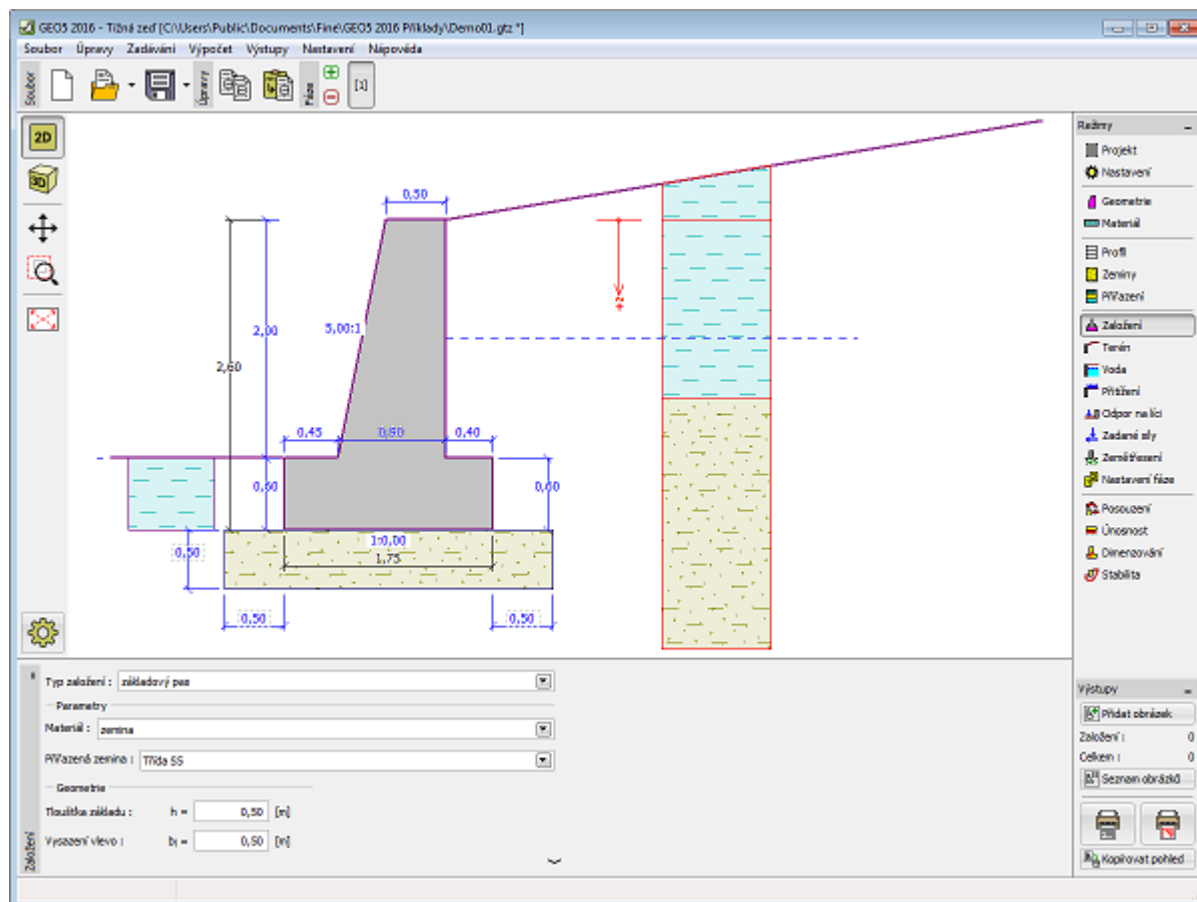 GEO5 2016 - Tížná zeď [C:\Users\Public\Documents\Fine\GEO5 2016 Příklady\Demo01.gtz *]
Soubor Úpravy Zadávání Výpočet Výstupy Nastavení Nápověda
Soubor
Úpravy
Fáze
[1]
2D
3D
0,50
2,00
5,00:1
2,60
0,45
0,90
0,40
0,60
0,60
1:0,00
1,75
0,50
0,50
0,50
+z
Režimy
Projekt
Nastavení
Geometrie
Materiál
Profil
Zeminy
Přiřazení
Založení
Terén
Voda
Přitížení
Odpor na líci
Zadané síly
Zemětřesení
Nastavení fáze
Posouzení
Únosnost
Dimenzování
Stabilita
Typ založení : základový pas
Parametry
Materiál : zemina
Přiřazená zemina : Třída S5
Geometrie
Tloušťka základu : h = 0,50 [m]
Vysazení vlevo : bl = 0,50 [m]
Založení
Výstupy
Přidat obrázek
Založení : 0
Celkem : 0
Seznam obrázků
Kopírovat pohled